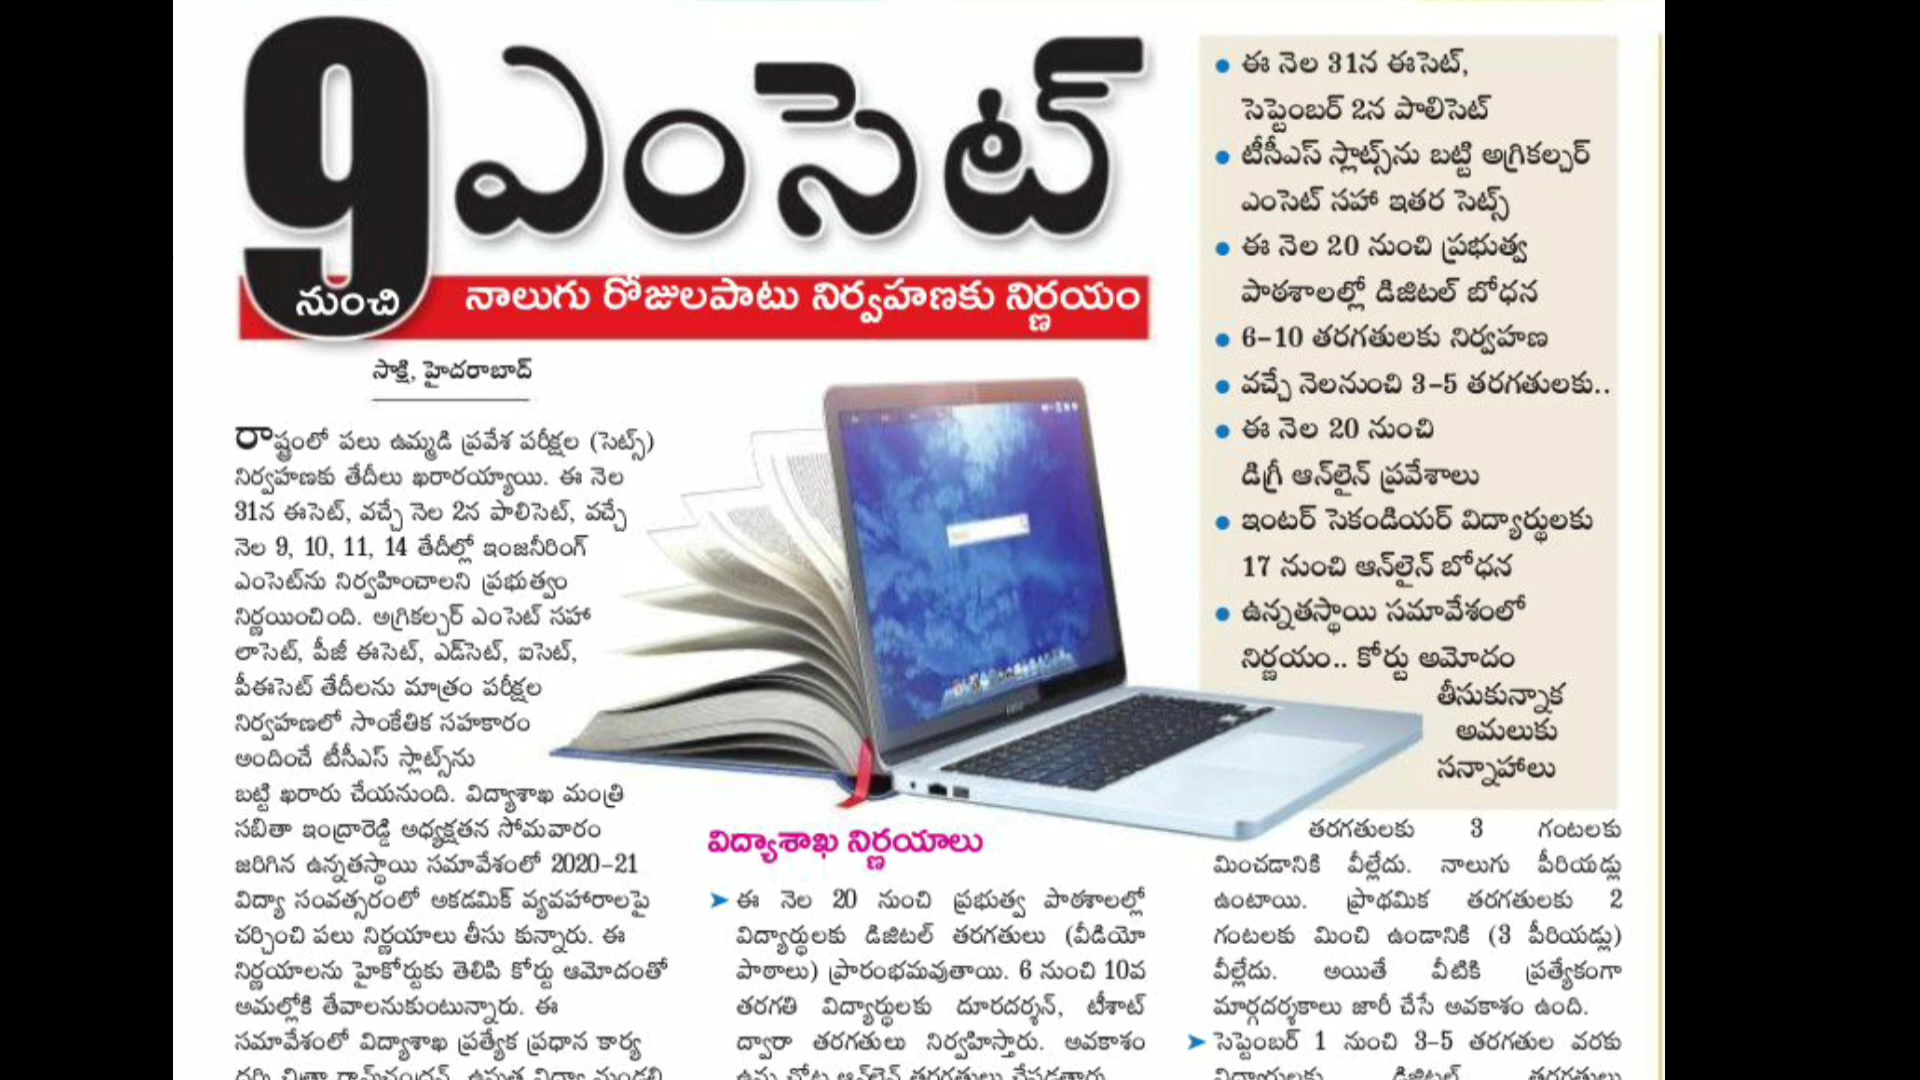 9 ఎంసెట్
నుంచి
నాలుగు రోజులపాటు నిర్వహణకు నిర్ణయం
సాక్షి, హైదరాబాద్
రాష్ట్రంలో పలు ఉమ్మడి ప్రవేశ పరీక్షల (సెట్స్)
నిర్వహణకు తేదీలు ఖరారయ్యాయి. ఈ నెల
31న ఈసెట్, వచ్చే నెల 2న పాలిసెట్, వచ్చే
నెల 9, 10, 11, 14 తేదీల్లో ఇంజనీరింగ్
ఎంసెట్‌ను నిర్వహించాలని ప్రభుత్వం
నిర్ణయించింది. అగ్రికల్చర్ ఎంసెట్ సహా
లాసెట్, పీజీ ఈసెట్, ఎడ్‌సెట్, ఐసెట్,
పీఈసెట్ తేదీలను మాత్రం పరీక్షల
నిర్వహణలో సాంకేతిక సహకారం
అందించే టీసీఎస్ స్లాట్స్‌ను
బట్టి ఖరారు చేయనుంది. విద్యాశాఖ మంత్రి
సబితా ఇంద్రారెడ్డి అధ్యక్షతన సోమవారం
జరిగిన ఉన్నతస్థాయి సమావేశంలో 2020–21
విద్యా సంవత్సరంలో అకడమిక్ వ్యవహారాలపై
చర్చించి పలు నిర్ణయాలు తీసు కున్నారు. ఈ
నిర్ణయాలను హైకోర్టుకు తెలిపి కోర్టు ఆమోదంతో
అమల్లోకి తేవాలనుకుంటున్నారు. ఈ
సమావేశంలో విద్యాశాఖ ప్రత్యేక ప్రధాన కార్య
విద్యాశాఖ నిర్ణయాలు
➤ ఈ నెల 20 నుంచి ప్రభుత్వ పాఠశాలల్లో
విద్యార్థులకు డిజిటల్ తరగతులు (వీడియో
పాఠాలు) ప్రారంభమవుతాయి. 6 నుంచి 10వ
తరగతి విద్యార్థులకు దూరదర్శన్, టీశాట్
ద్వారా తరగతులు నిర్వహిస్తారు. అవకాశం
• ఈ నెల 31న ఈసెట్,
సెప్టెంబర్ 2న పాలిసెట్
• టీసీఎస్ స్లాట్స్‌ను బట్టి అగ్రికల్చర్
ఎంసెట్ సహా ఇతర సెట్స్
• ఈ నెల 20 నుంచి ప్రభుత్వ
పాఠశాలల్లో డిజిటల్ బోధన
• 6–10 తరగతులకు నిర్వహణ
• వచ్చే నెలనుంచి 3–5 తరగతులకు..
• ఈ నెల 20 నుంచి
డిగ్రీ ఆన్‌లైన్ ప్రవేశాలు
• ఇంటర్ సెకండియర్ విద్యార్థులకు
17 నుంచి ఆన్‌లైన్ బోధన
• ఉన్నతస్థాయి సమావేశంలో
నిర్ణయం.. కోర్టు అమోదం
తీసుకున్నాక
అమలుకు
సన్నాహాలు
తరగతులకు 3 గంటలకు
మించడానికి వీల్లేదు. నాలుగు పీరియడ్లు
ఉంటాయి. ప్రాథమిక తరగతులకు 2
గంటలకు మించి ఉండానికి (3 పీరియడ్లు)
వీల్లేదు. అయితే వీటికి ప్రత్యేకంగా
మార్గదర్శకాలు జారీ చేసే అవకాశం ఉంది.
➤ సెప్టెంబర్ 1 నుంచి 3–5 తరగతుల వరకు